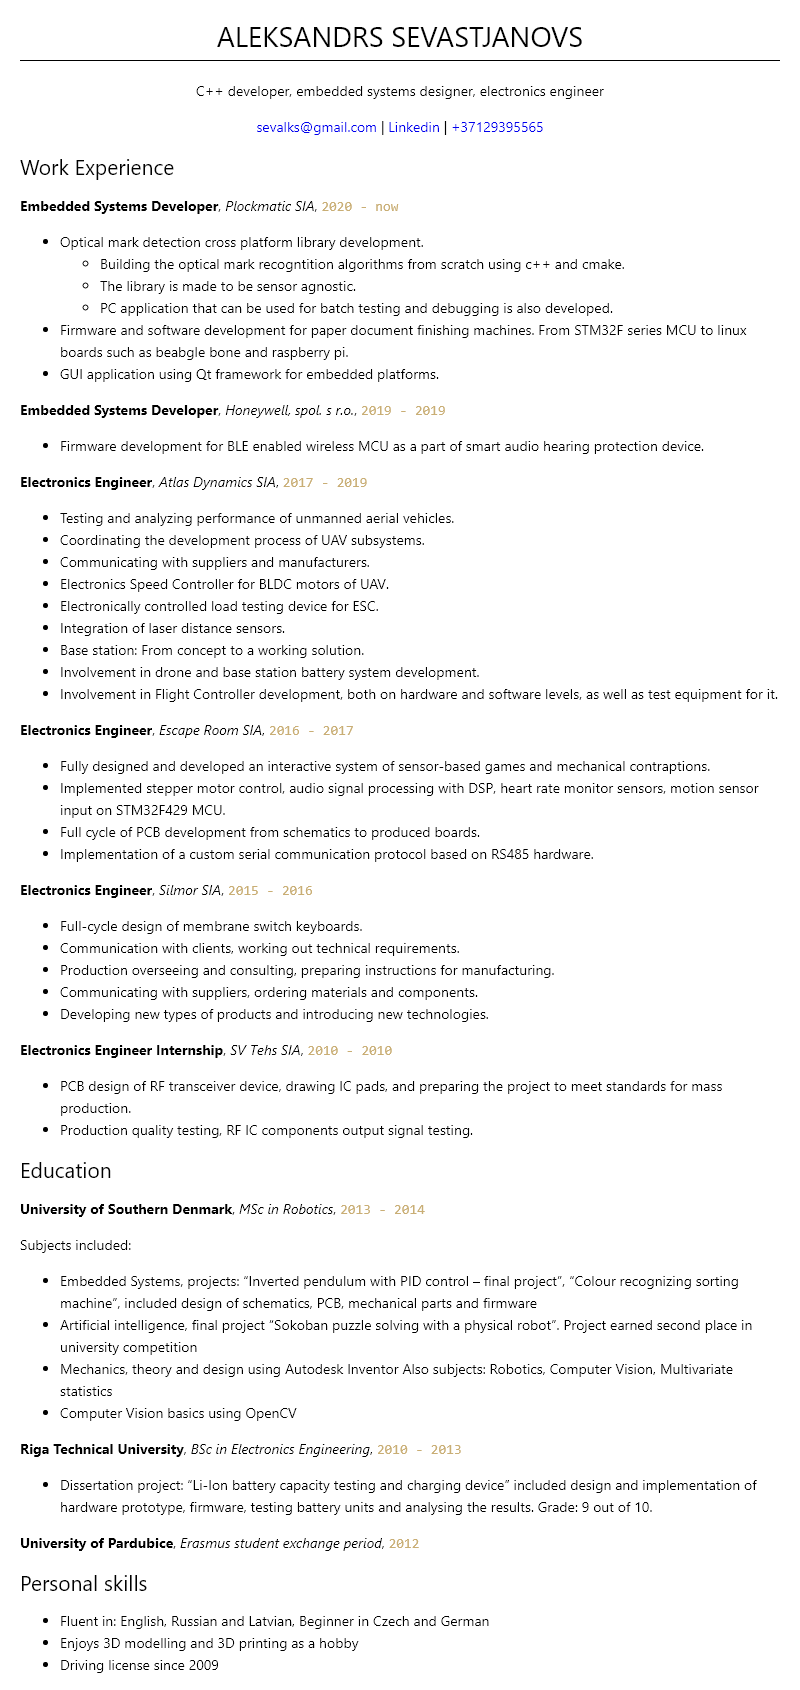 ALEKSANDRS SEVASTJANOVS
C++ developer, embedded systems designer, electronics engineer
sevalks@gmail.com | Linkedin | +37129395565
Work Experience
Embedded Systems Developer, Plockmatic SIA, 2020 - now
• Optical mark detection cross platform library development.
◦ Building the optical mark recogntition algorithms from scratch using c++ and cmake.
◦ The library is made to be sensor agnostic.
◦ PC application that can be used for batch testing and debugging is also developed.
• Firmware and software development for paper document finishing machines. From STM32F series MCU to linux
boards such as beabgle bone and raspberry pi.
• GUI application using Qt framework for embedded platforms.
Embedded Systems Developer, Honeywell, spol. s r.o., 2019 - 2019
• Firmware development for BLE enabled wireless MCU as a part of smart audio hearing protection device.
Electronics Engineer, Atlas Dynamics SIA, 2017 - 2019
• Testing and analyzing performance of unmanned aerial vehicles.
• Coordinating the development process of UAV subsystems.
• Communicating with suppliers and manufacturers.
• Electronics Speed Controller for BLDC motors of UAV.
• Electronically controlled load testing device for ESC.
• Integration of laser distance sensors.
• Base station: From concept to a working solution.
• Involvement in drone and base station battery system development.
• Involvement in Flight Controller development, both on hardware and software levels, as well as test equipment for it.
Electronics Engineer, Escape Room SIA, 2016 - 2017
• Fully designed and developed an interactive system of sensor-based games and mechanical contraptions.
• Implemented stepper motor control, audio signal processing with DSP, heart rate monitor sensors, motion sensor
input on STM32F429 MCU.
• Full cycle of PCB development from schematics to produced boards.
• Implementation of a custom serial communication protocol based on RS485 hardware.
Electronics Engineer, Silmor SIA, 2015 - 2016
• Full-cycle design of membrane switch keyboards.
• Communication with clients, working out technical requirements.
• Production overseeing and consulting, preparing instructions for manufacturing.
• Communicating with suppliers, ordering materials and components.
• Developing new types of products and introducing new technologies.
Electronics Engineer Internship, SV Tehs SIA, 2010 - 2010
• PCB design of RF transceiver device, drawing IC pads, and preparing the project to meet standards for mass
production.
• Production quality testing, RF IC components output signal testing.
Education
University of Southern Denmark, MSc in Robotics, 2013 - 2014
Subjects included:
• Embedded Systems, projects: “Inverted pendulum with PID control – final project”, “Colour recognizing sorting
machine”, included design of schematics, PCB, mechanical parts and firmware
• Artificial intelligence, final project “Sokoban puzzle solving with a physical robot”. Project earned second place in
university competition
• Mechanics, theory and design using Autodesk Inventor Also subjects: Robotics, Computer Vision, Multivariate
statistics
• Computer Vision basics using OpenCV
Riga Technical University, BSc in Electronics Engineering, 2010 - 2013
• Dissertation project: “Li-Ion battery capacity testing and charging device” included design and implementation of
hardware prototype, firmware, testing battery units and analysing the results. Grade: 9 out of 10.
University of Pardubice, Erasmus student exchange period, 2012
Personal skills
• Fluent in: English, Russian and Latvian, Beginner in Czech and German
• Enjoys 3D modelling and 3D printing as a hobby
• Driving license since 2009